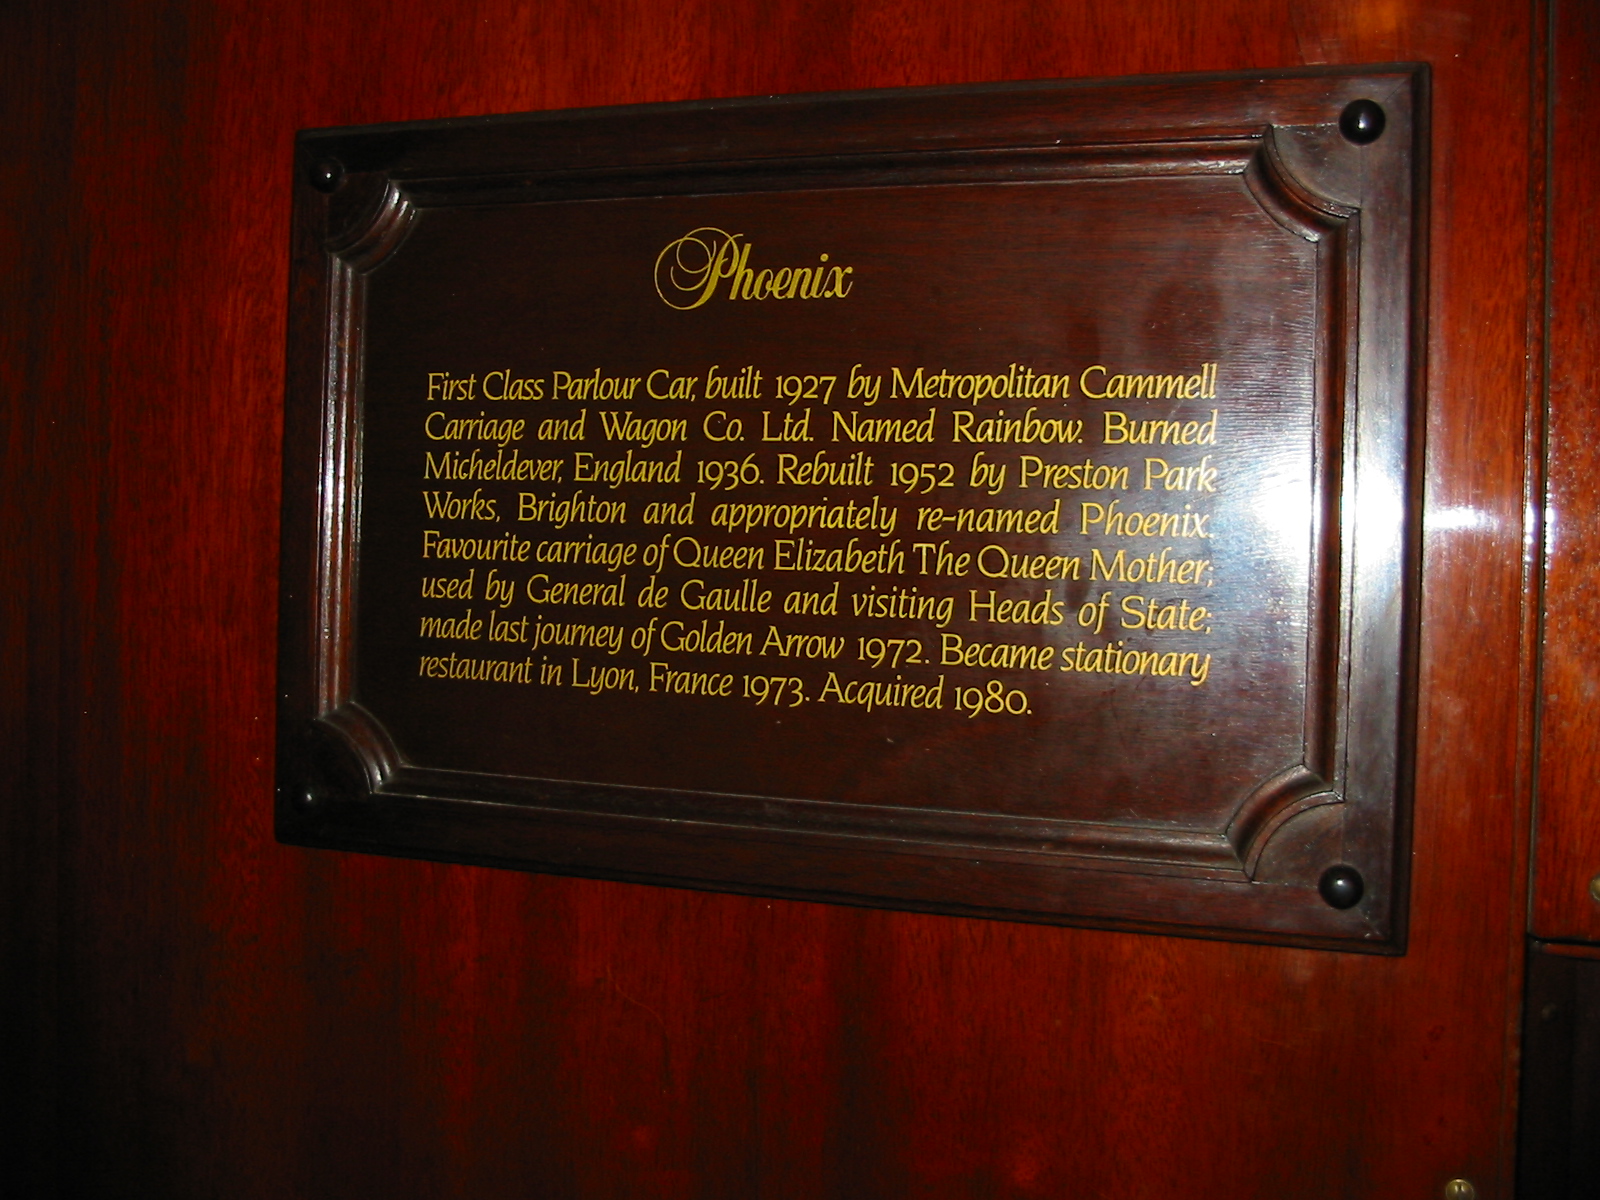 Phoenix
First Class Parlour Car, built 1927 by Metropolitan Cammell
Carriage and Wagon Co. Ltd. Named Rainbow. Burned
Micheldever, England 1936. Rebuilt 1952 by Preston Park
Works, Brighton and appropriately re-named Phoenix.
Favourite carriage of Queen Elizabeth The Queen Mother;
used by General de Gaulle and visiting Heads of State;
made last journey of Golden Arrow 1972. Became stationary
restaurant in Lyon, France 1973. Acquired 1980.